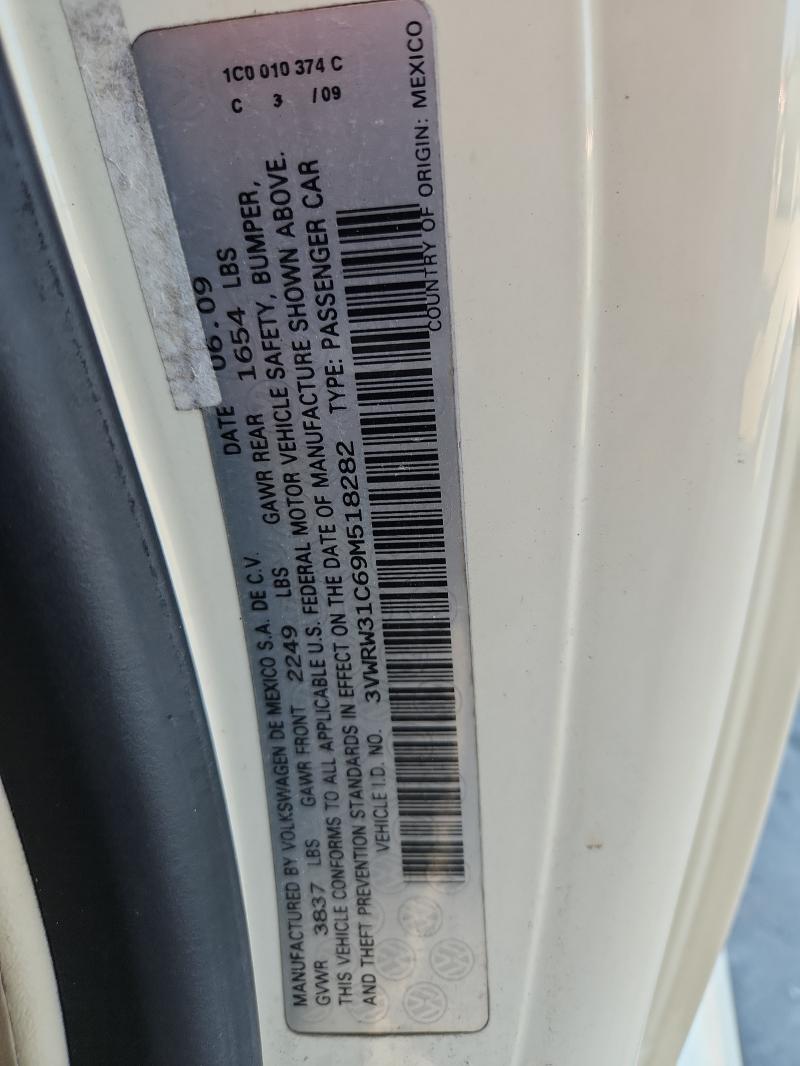 1C0 010 374 C
C 3 /09
MANUFACTURED BY VOLKSWAGEN DE MEXICO S.A. DE C.V. DATE 06.09
GVWR 3837 LBS GAWR FRONT 2249 LBS GAWR REAR 1654 LBS
THIS VEHICLE CONFORMS TO ALL APPLICABLE U.S. FEDERAL MOTOR VEHICLE SAFETY, BUMPER,
AND THEFT PREVENTION STANDARDS IN EFFECT ON THE DATE OF MANUFACTURE SHOWN ABOVE.
VEHICLE I.D. NO. 3VWRW31C69M518282 TYPE: PASSENGER CAR
COUNTRY OF ORIGIN: MEXICO